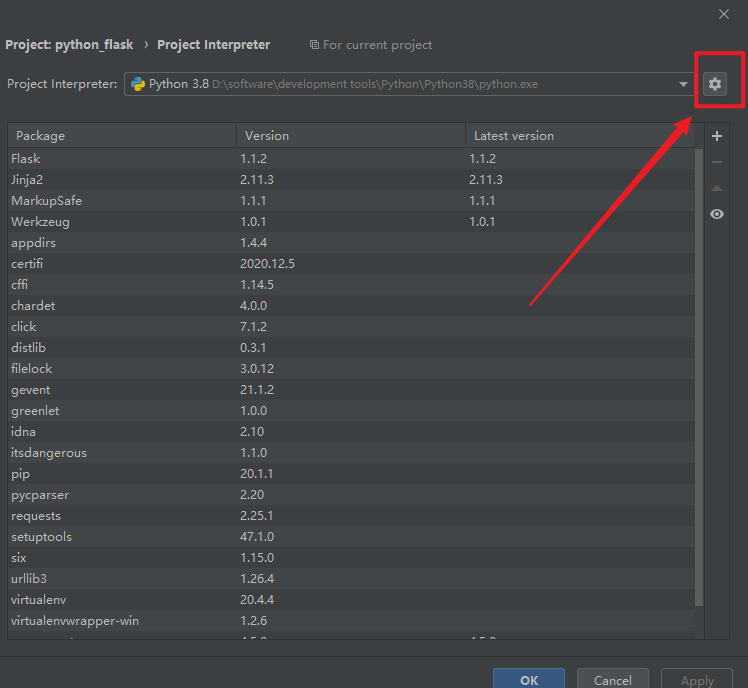 Project: python_flask › Project Interpreter For current project
Project Interpreter: Python 3.8 D:\software\development tools\Python\Python38\python.exe
Package Version Latest version
Flask 1.1.2 1.1.2
Jinja2 2.11.3 2.11.3
MarkupSafe 1.1.1 1.1.1
Werkzeug 1.0.1 1.0.1
appdirs 1.4.4
certifi 2020.12.5
cffi 1.14.5
chardet 4.0.0
click 7.1.2
distlib 0.3.1
filelock 3.0.12
gevent 21.1.2
greenlet 1.0.0
idna 2.10
itsdangerous 1.1.0
pip 20.1.1
pycparser 2.20
requests 2.25.1
setuptools 47.1.0
six 1.15.0
urllib3 1.26.4
virtualenv 20.4.4
virtualenvwrapper-win 1.2.6
OK Cancel Apply